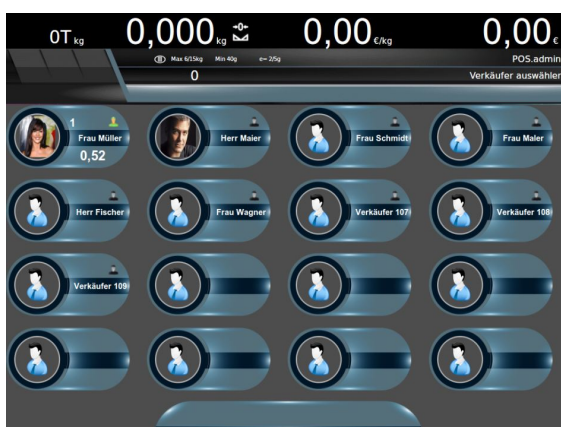 0T kg 0,000 kg →0← 0,00 €/kg 0,00 €
III Max 6/15kg Min 40g e= 2/5g POS.admin
0 Verkäufer auswählen
1
Frau Müller Herr Maier Frau Schmidt Frau Maler
0,52
Herr Fischer Frau Wagner Verkäufer 107 Verkäufer 108
Verkäufer 109